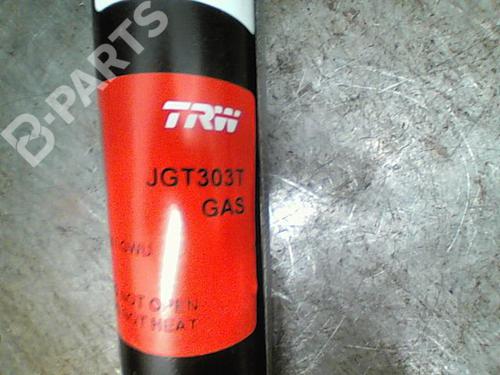 B-PARTS
TRW
JGT303T
GAS
NOT OPEN
NOT HEAT